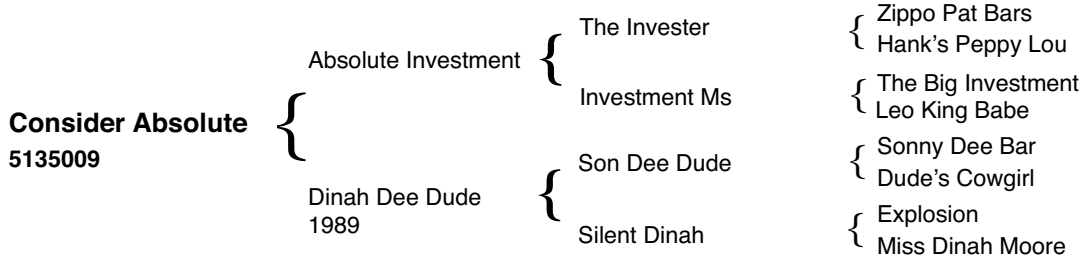 Consider Absolute
5135009
Absolute Investment
Dinah Dee Dude
1989
The Invester
Investment Ms
Son Dee Dude
Silent Dinah
Zippo Pat Bars
Hank's Peppy Lou
The Big Investment
Leo King Babe
Sonny Dee Bar
Dude's Cowgirl
Explosion
Miss Dinah Moore